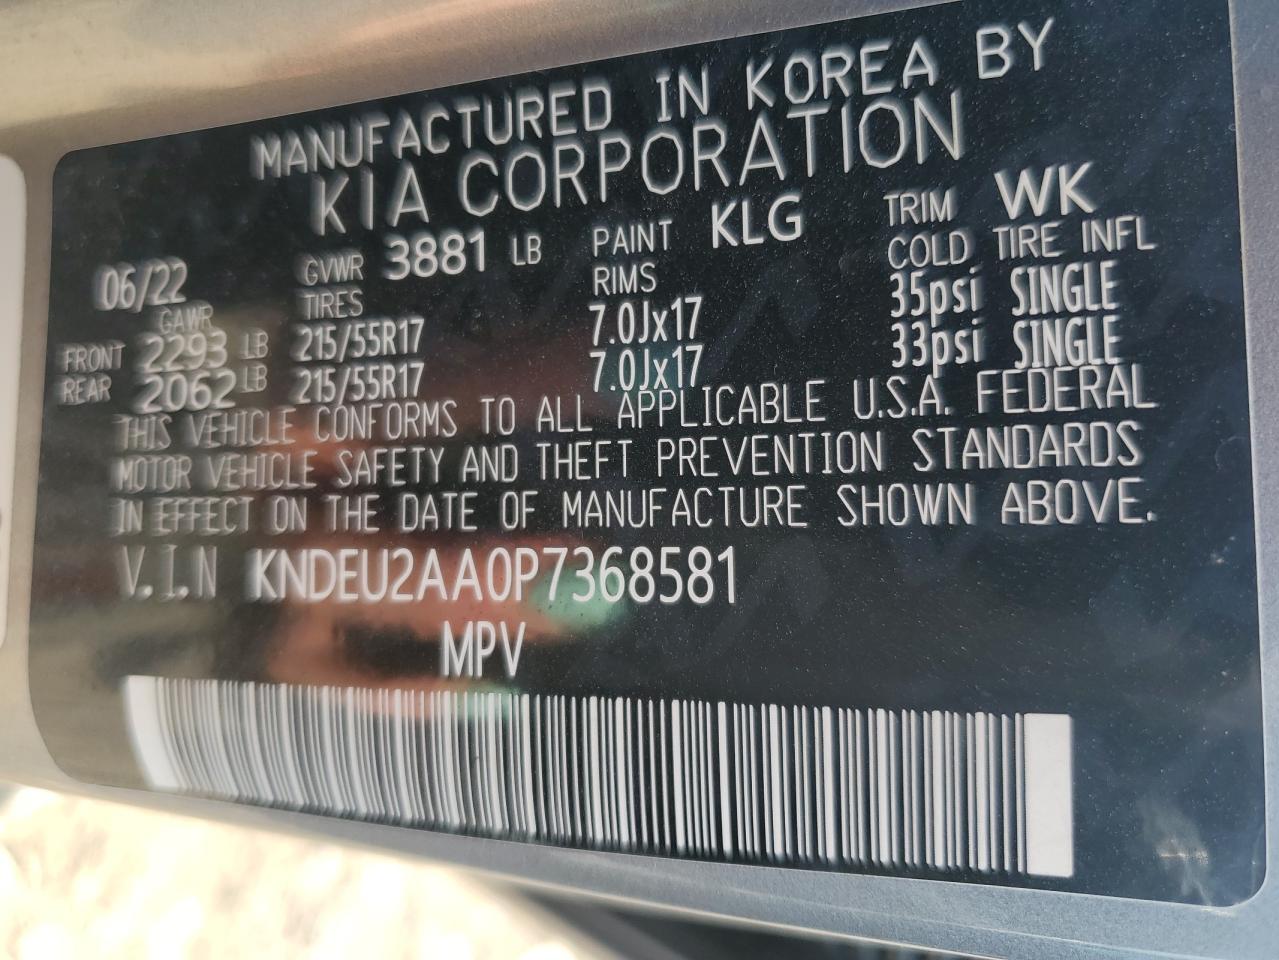 MANUFACTURED IN KOREA BY
KIA CORPORATION
06/22 GVWR 3881 LB PAINT KLG TRIM WK
GAWR TIRES RIMS COLD TIRE INFL
FRONT 2293 LB 215/55R17 7.0Jx17 35psi SINGLE
REAR 2062 LB 215/55R17 7.0Jx17 33psi SINGLE
THIS VEHICLE CONFORMS TO ALL APPLICABLE U.S.A. FEDERAL
MOTOR VEHICLE SAFETY AND THEFT PREVENTION STANDARDS
IN EFFECT ON THE DATE OF MANUFACTURE SHOWN ABOVE.
V.I.N KNDEU2AA0P7368581
MPV